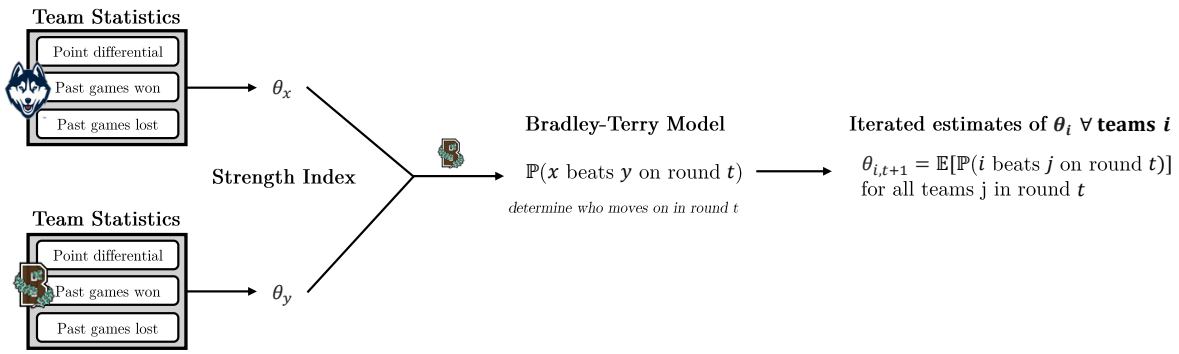 Team Statistics
Point differential
Past games won
Past games lost
θₓ
Strength Index
Team Statistics
Point differential
Past games won
Past games lost
θᵧ
B
B
Bradley-Terry Model
ℙ(x beats y on round t)
determine who moves on in round t
Iterated estimates of θᵢ ∀ teams i
θᵢ,ₜ₊₁ = 𝔼[ℙ(i beats j on round t)]
for all teams j in round t